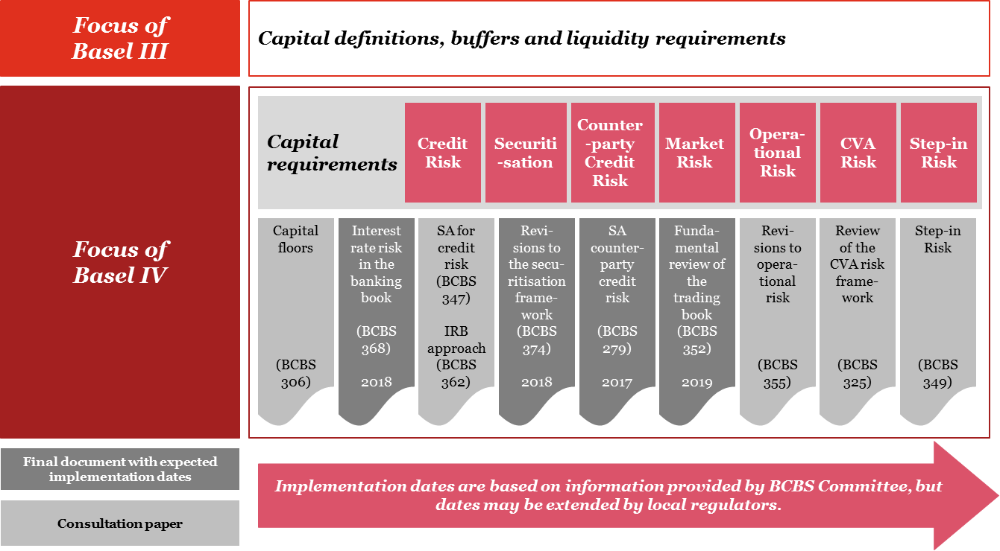 Focus of
Basel III
Capital definitions, buffers and liquidity requirements
Focus of
Basel IV
Capital
requirements
Credit
Risk
Securiti
-sation
Counter
-party
Credit
Risk
Market
Risk
Opera-
tional
Risk
CVA
Risk
Step-in
Risk
Capital
floors
(BCBS
306)
Interest
rate risk
in the
banking
book
(BCBS
368)
2018
SA for
credit
risk
(BCBS
347)
IRB
approach
(BCBS
362)
Revi-
sions to
the secu-
ritisation
frame-
work
(BCBS
374)
2018
SA
counter-
party
credit
risk
(BCBS
279)
2017
Funda-
mental
review of
the
trading
book
(BCBS
352)
2019
Revi-
sions to
opera-
tional
risk
(BCBS
355)
Review
of the
CVA risk
frame-
work
(BCBS
325)
Step-in
Risk
(BCBS
349)
Final document with expected
implementation dates
Consultation paper
Implementation dates are based on information provided by BCBS Committee, but
dates may be extended by local regulators.